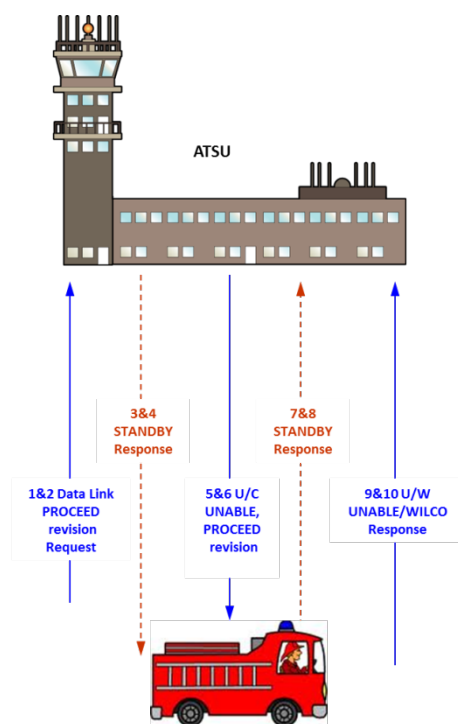 ATSU
3&4
STANDBY
Response
7&8
STANDBY
Response
1&2 Data Link
PROCEED
revision
Request
5&6 U/C
UNABLE,
PROCEED
revision
9&10 U/W
UNABLE/WILCO
Response